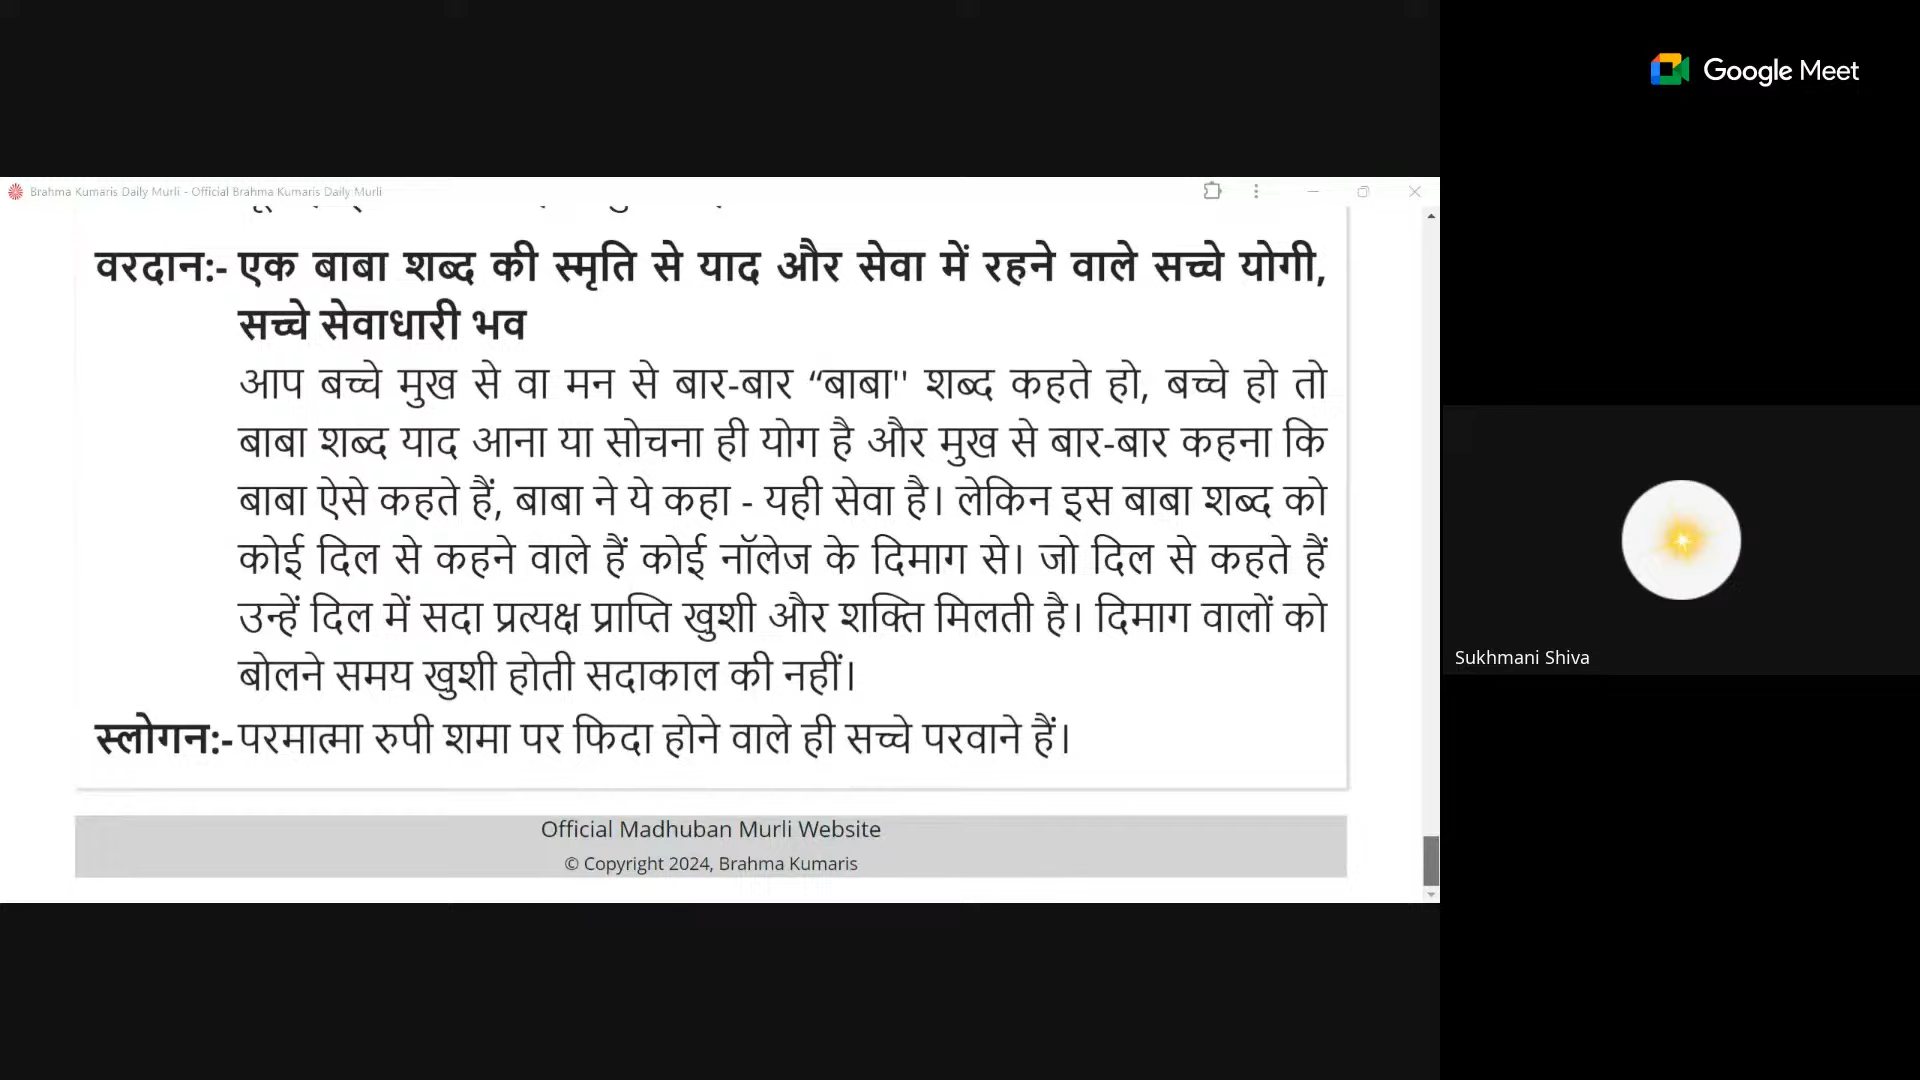 Google Meet
Brahma Kumaris Daily Murli - Official Brahma Kumaris Daily Murli
वरदान:- एक बाबा शब्द की स्मृति से याद और सेवा में रहने वाले सच्चे योगी,
सच्चे सेवाधारी भव
आप बच्चे मुख से वा मन से बार-बार “बाबा'' शब्द कहते हो, बच्चे हो तो
बाबा शब्द याद आना या सोचना ही योग है और मुख से बार-बार कहना कि
बाबा ऐसे कहते हैं, बाबा ने ये कहा - यही सेवा है। लेकिन इस बाबा शब्द को
कोई दिल से कहने वाले हैं कोई नॉलेज के दिमाग से। जो दिल से कहते हैं
उन्हें दिल में सदा प्रत्यक्ष प्राप्ति खुशी और शक्ति मिलती है। दिमाग वालों को
बोलने समय खुशी होती सदाकाल की नहीं।
स्लोगन:- परमात्मा रुपी शमा पर फिदा होने वाले ही सच्चे परवाने हैं।
Official Madhuban Murli Website
© Copyright 2024, Brahma Kumaris
Sukhmani Shiva